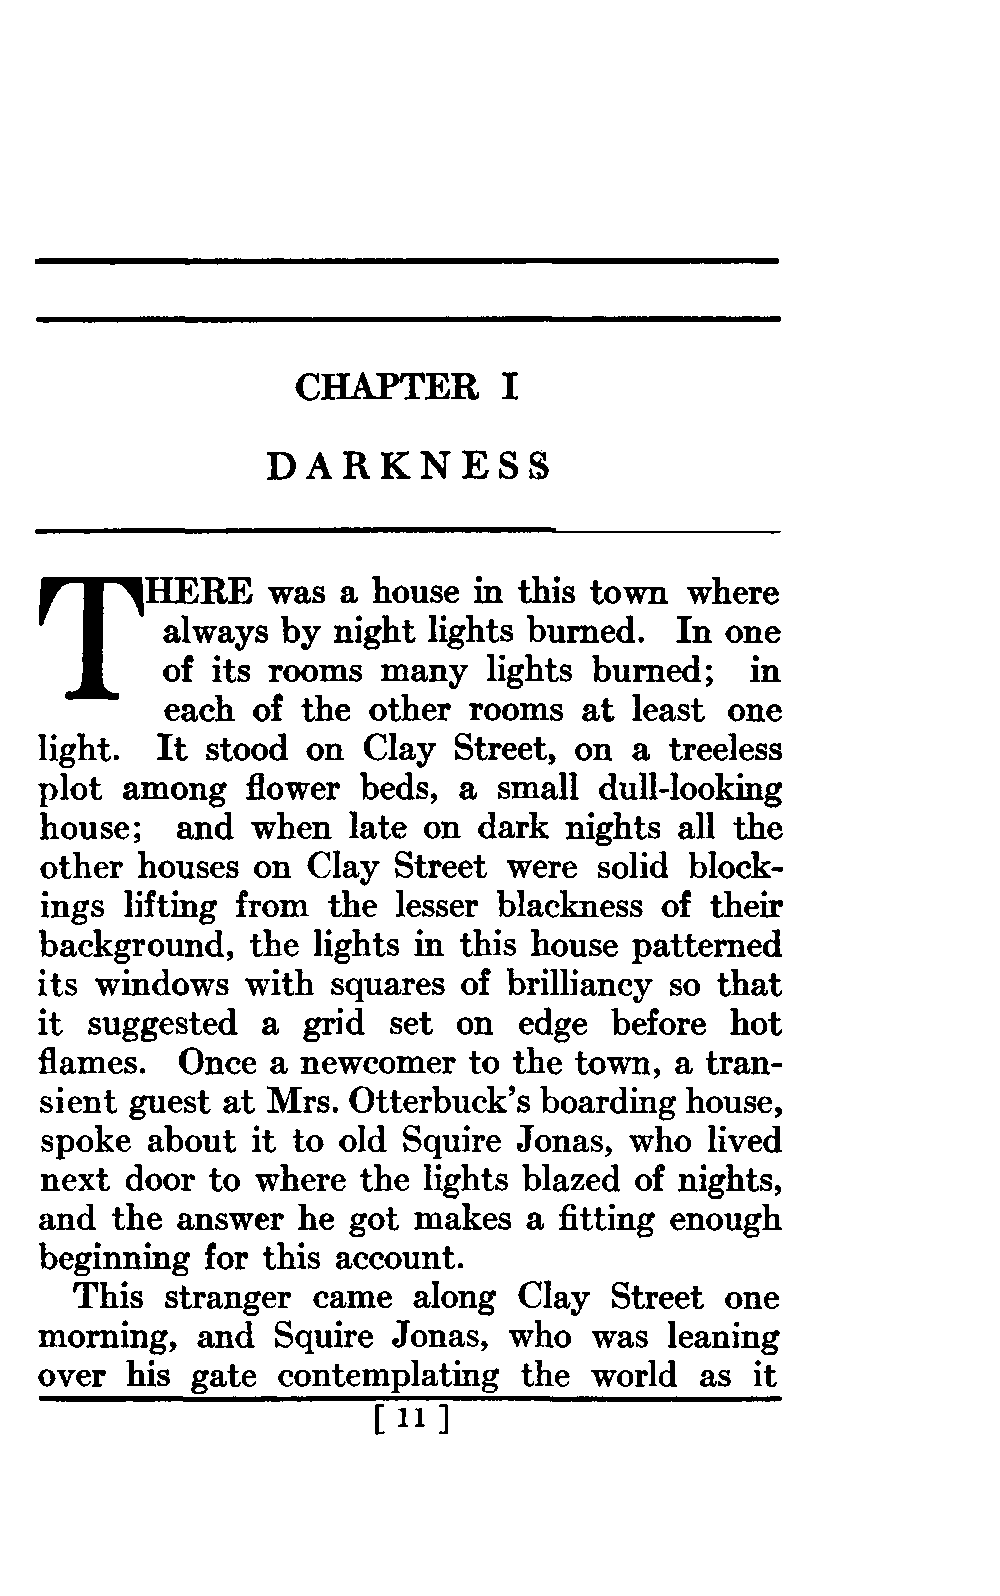 CHAPTER I
DARKNESS
THERE was a house in this town where
always by night lights burned. In one
of its rooms many lights burned; in
each of the other rooms at least one
light. It stood on Clay Street, on a treeless
plot among flower beds, a small dull-looking
house; and when late on dark nights all the
other houses on Clay Street were solid block-
ings lifting from the lesser blackness of their
background, the lights in this house patterned
its windows with squares of brilliancy so that
it suggested a grid set on edge before hot
flames. Once a newcomer to the town, a tran-
sient guest at Mrs. Otterbuck's boarding house,
spoke about it to old Squire Jonas, who lived
next door to where the lights blazed of nights,
and the answer he got makes a fitting enough
beginning for this account.
This stranger came along Clay Street one
morning, and Squire Jonas, who was leaning
over his gate contemplating the world as it
[ 11 ]